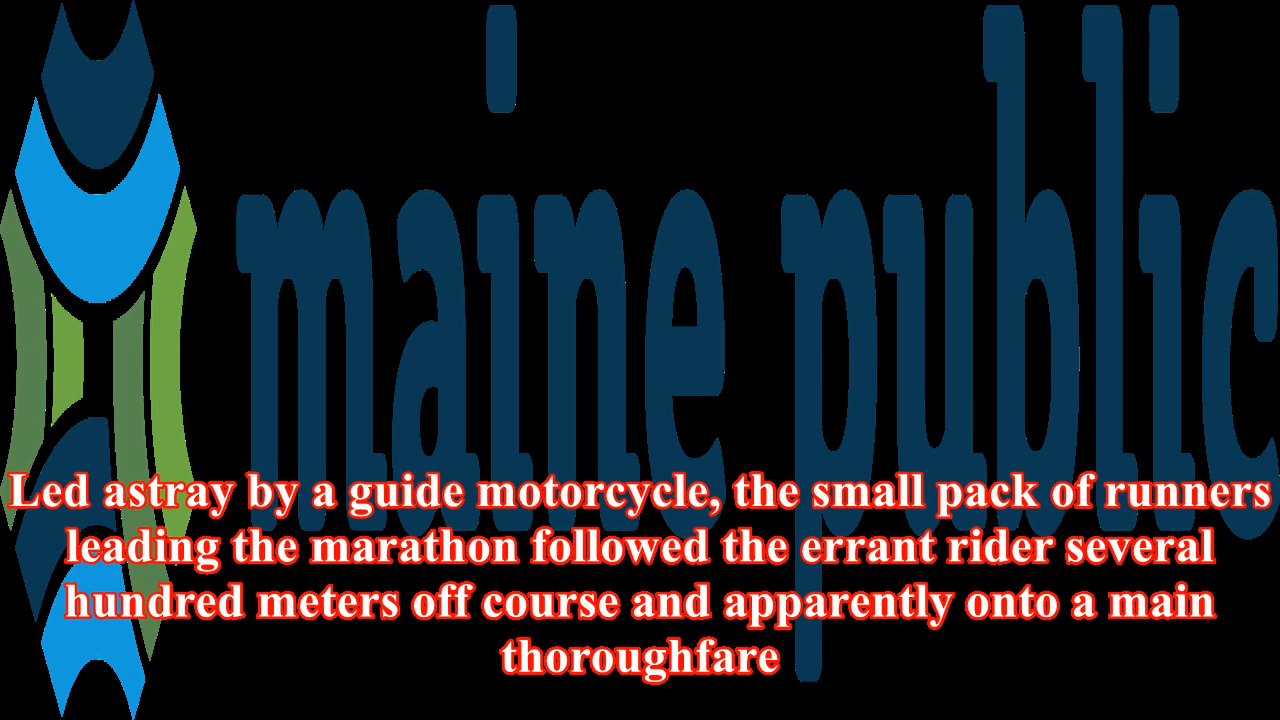 maine public
Led astray by a guide motorcycle, the small pack of runners
leading the marathon followed the errant rider several
hundred meters off course and apparently onto a main
thoroughfare